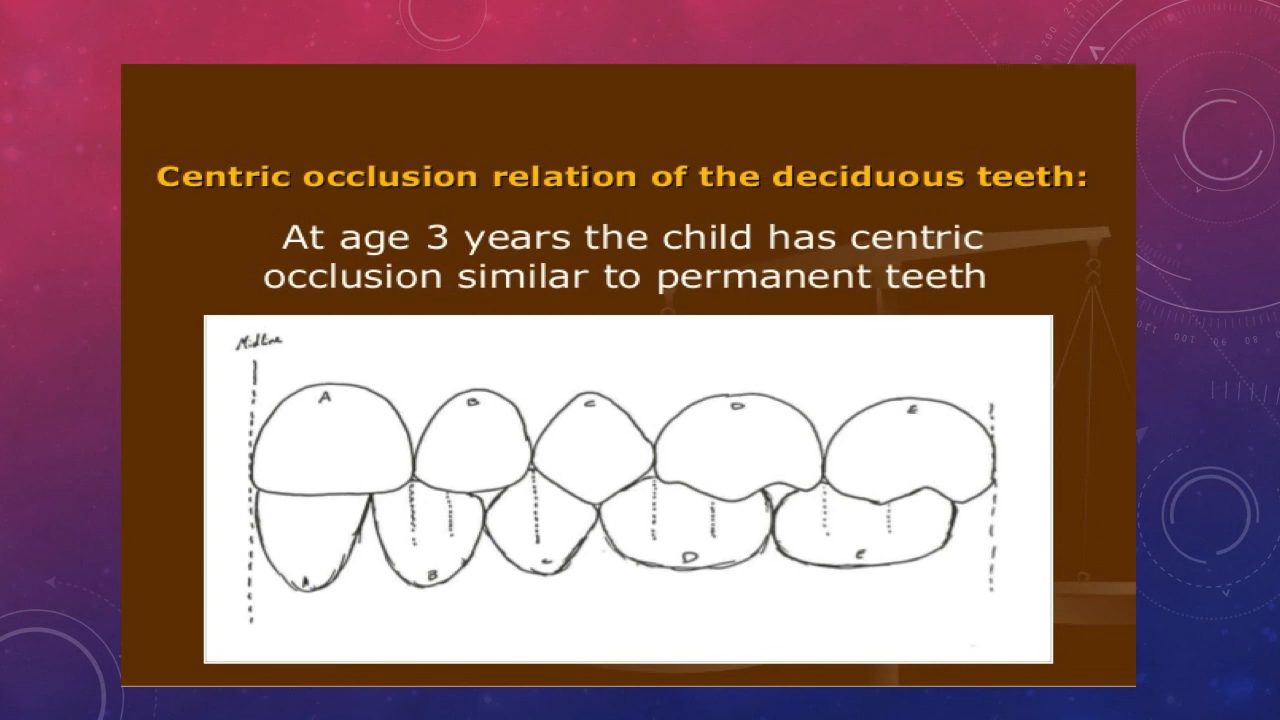 Centric occlusion relation of the deciduous teeth:
At age 3 years the child has centric
occlusion similar to permanent teeth
Midline
A B C D E
A B C D E